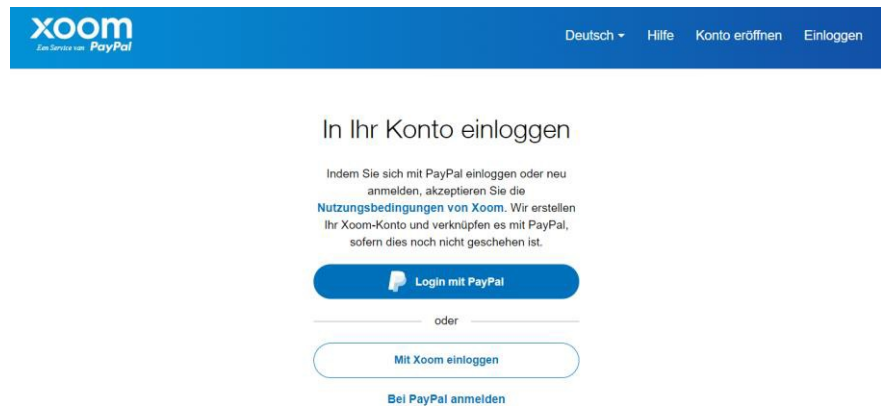 xoom
Een Service van PayPal
Deutsch Hilfe Konto eröffnen Einloggen
In Ihr Konto einloggen
Indem Sie sich mit PayPal einloggen oder neu
anmelden, akzeptieren Sie die
Nutzungsbedingungen von Xoom. Wir erstellen
Ihr Xoom-Konto und verknüpfen es mit PayPal,
sofern dies noch nicht geschehen ist.
Login mit PayPal
oder
Mit Xoom einloggen
Bei PayPal anmelden